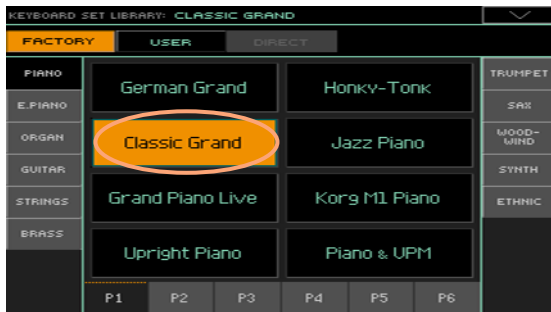 KEYBOARD SET LIBRARY: CLASSIC GRAND
FACTORY USER DIRECT
PIANO
E.PIANO
ORGAN
GUITAR
STRINGS
BRASS
German Grand Honky-Tonk
Classic Grand Jazz Piano
Grand Piano Live Korg M1 Piano
Upright Piano Piano & UPM
TRUMPET
SAX
WOOD-
WIND
SYNTH
ETHNIC
P1 P2 P3 P4 P5 P6